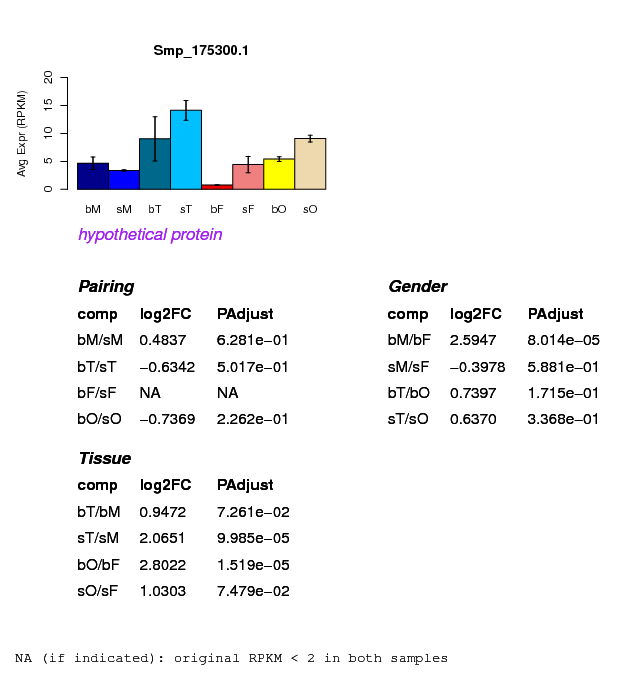 Smp_175300.1
Avg Expr (RPKM)
20
15
10
5
0
bM sM bT sT bF sF bO sO
hypothetical protein
Pairing
comp log2FC PAdjust
bM/sM 0.4837 6.281e−01
bT/sT −0.6342 5.017e−01
bF/sF NA NA
bO/sO −0.7369 2.262e−01
Gender
comp log2FC PAdjust
bM/bF 2.5947 8.014e−05
sM/sF −0.3978 5.881e−01
bT/bO 0.7397 1.715e−01
sT/sO 0.6370 3.368e−01
Tissue
comp log2FC PAdjust
bT/bM 0.9472 7.261e−02
sT/sM 2.0651 9.985e−05
bO/bF 2.8022 1.519e−05
sO/sF 1.0303 7.479e−02
NA (if indicated): original RPKM < 2 in both samples